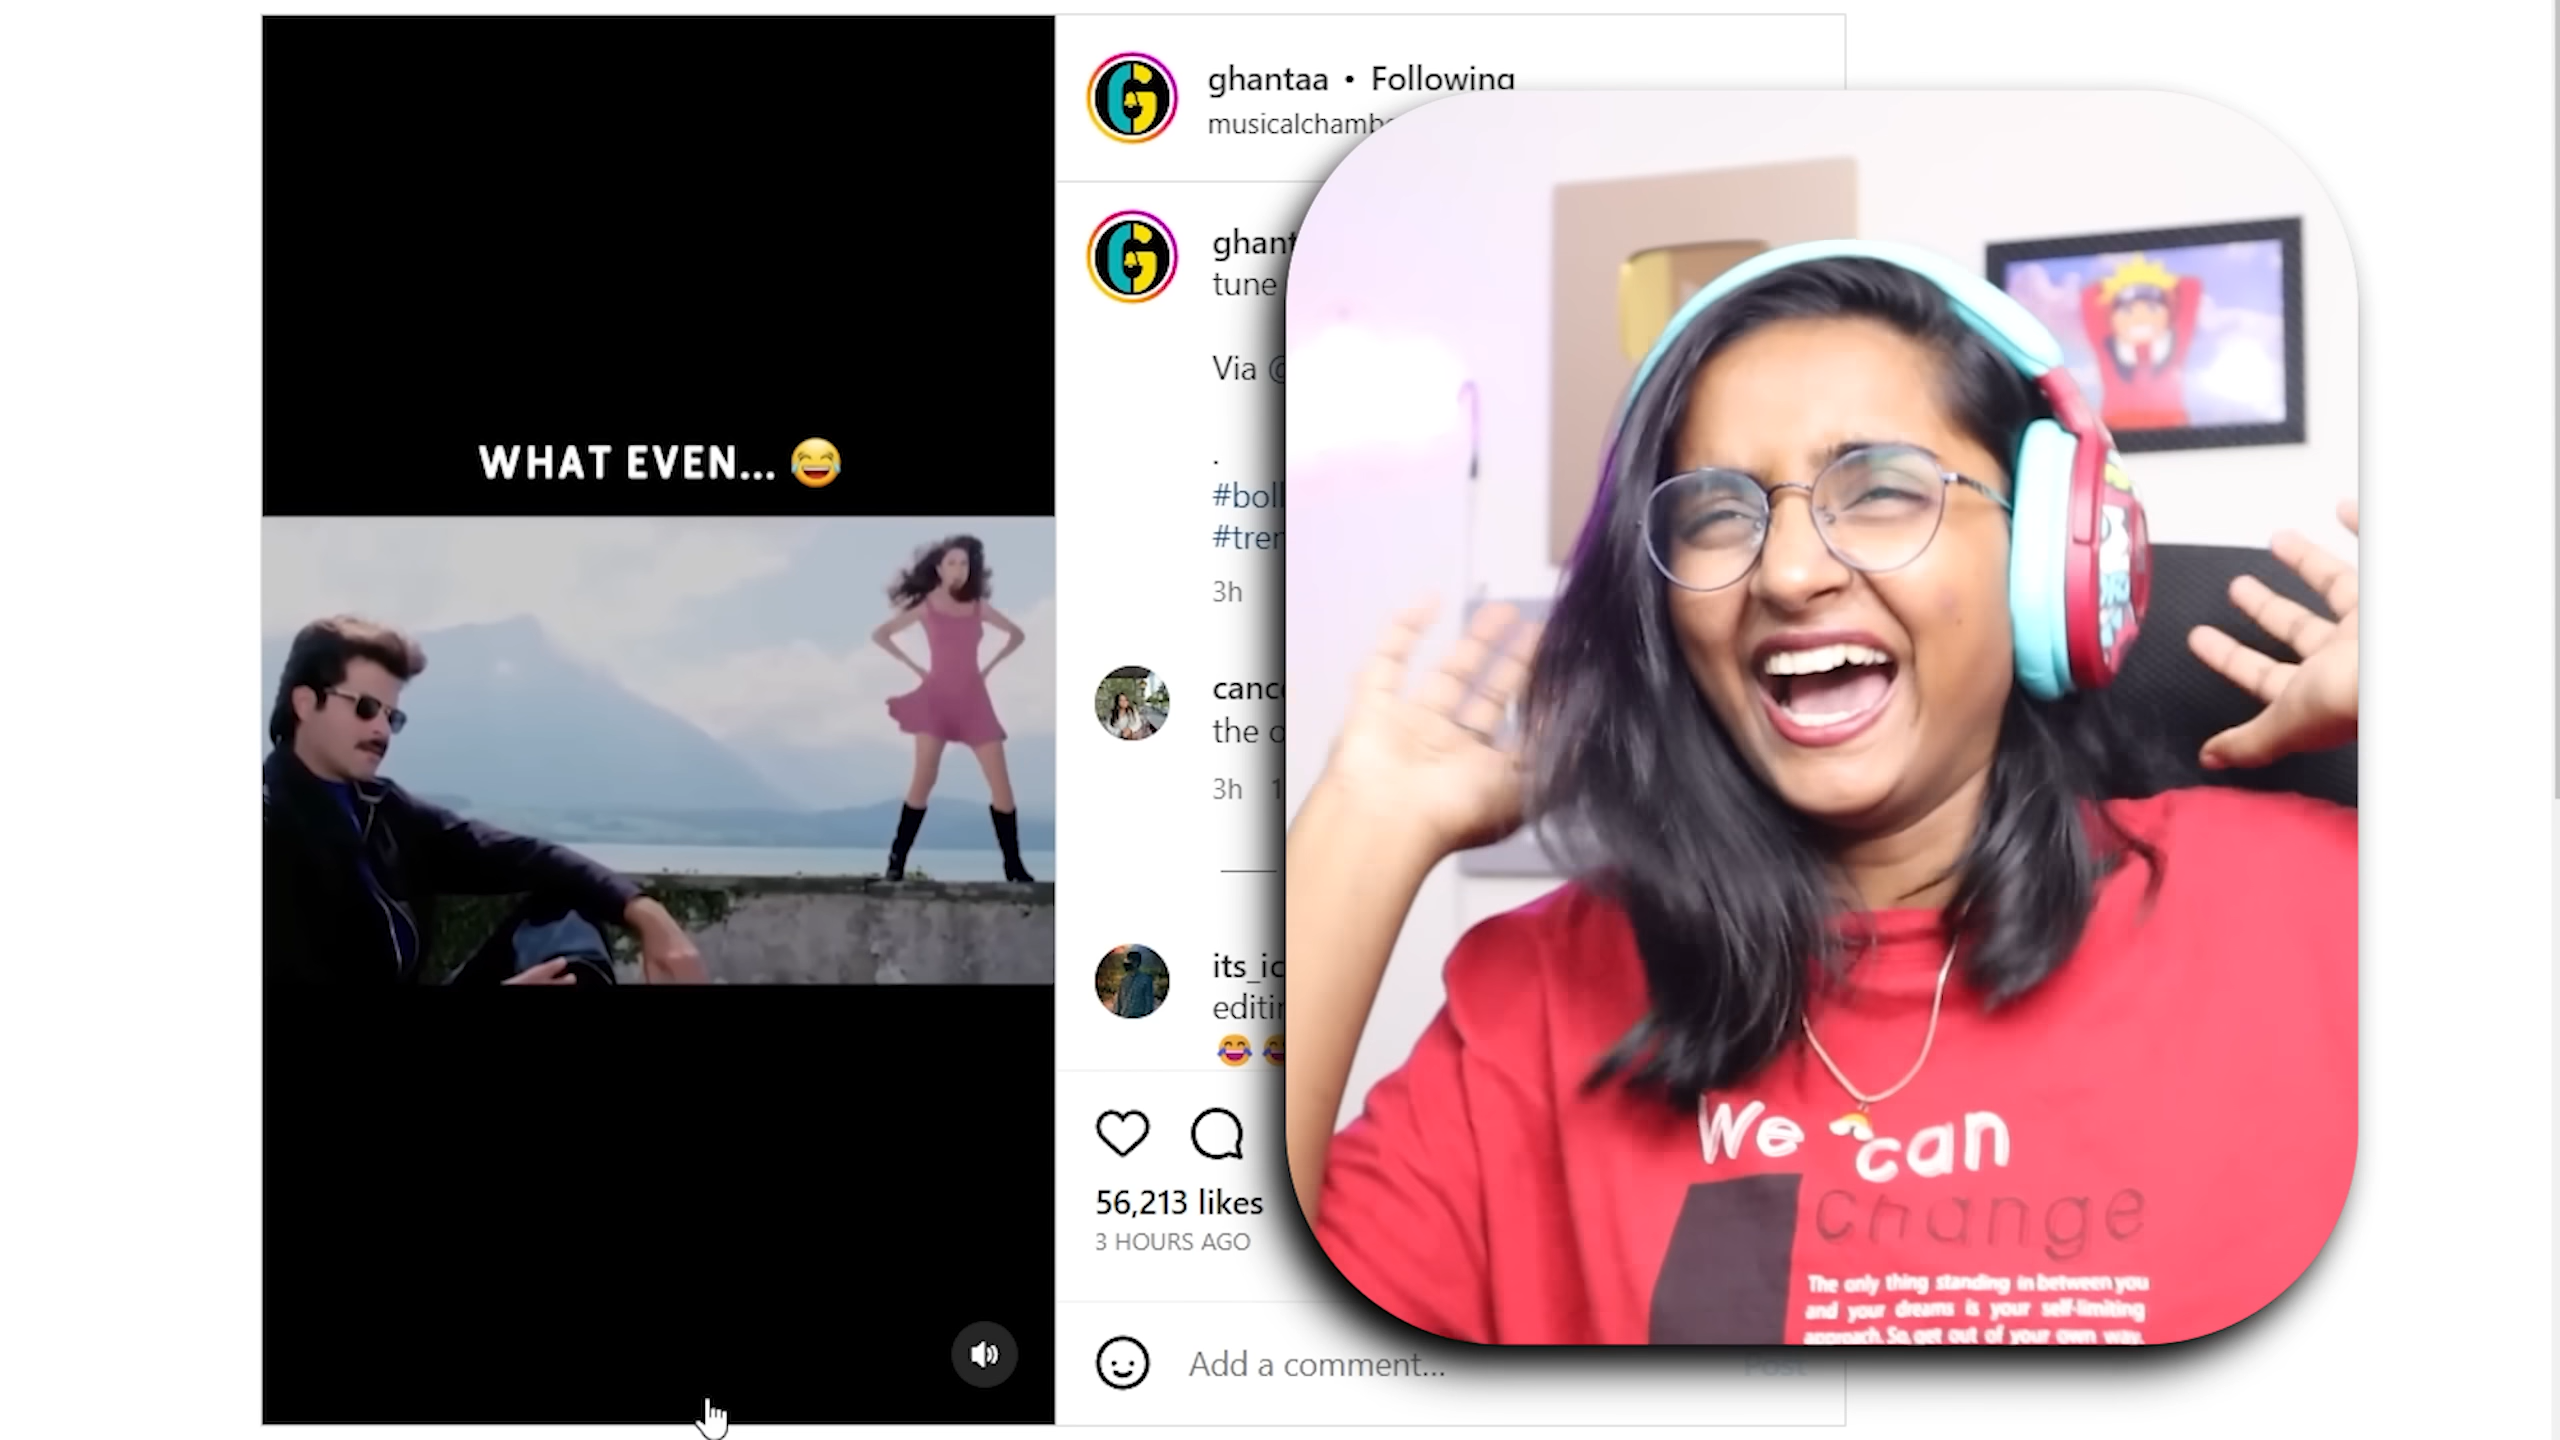 WHAT EVEN... 😂
ghantaa • Following
musicalchamb
ghant
tune
Via @
.
#boll
#tren
3h
canc
the
3h 1
its_ic
editin
😂 😂
56,213 likes
3 HOURS AGO
Add a comment...
Post
We can
Change
The only thing standing in between you
and your dreams is your self-limiting
approach. So get out of your own way.